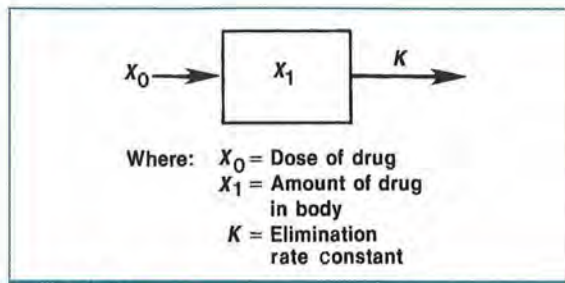 X₀ X₁ K
Where: X₀ = Dose of drug
X₁ = Amount of drug
in body
K = Elimination
rate constant